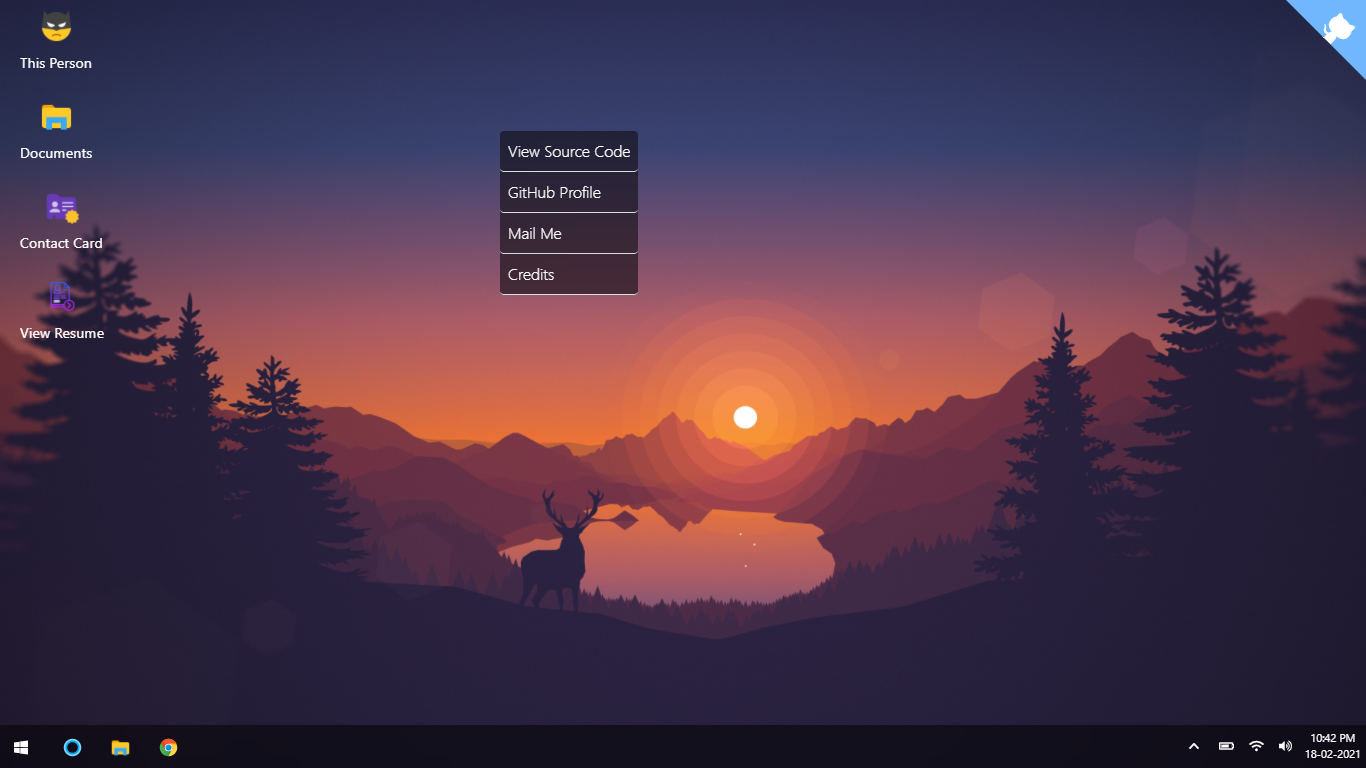 This Person
Documents
Contact Card
View Resume
View Source Code
GitHub Profile
Mail Me
Credits
10:42 PM
18-02-2021